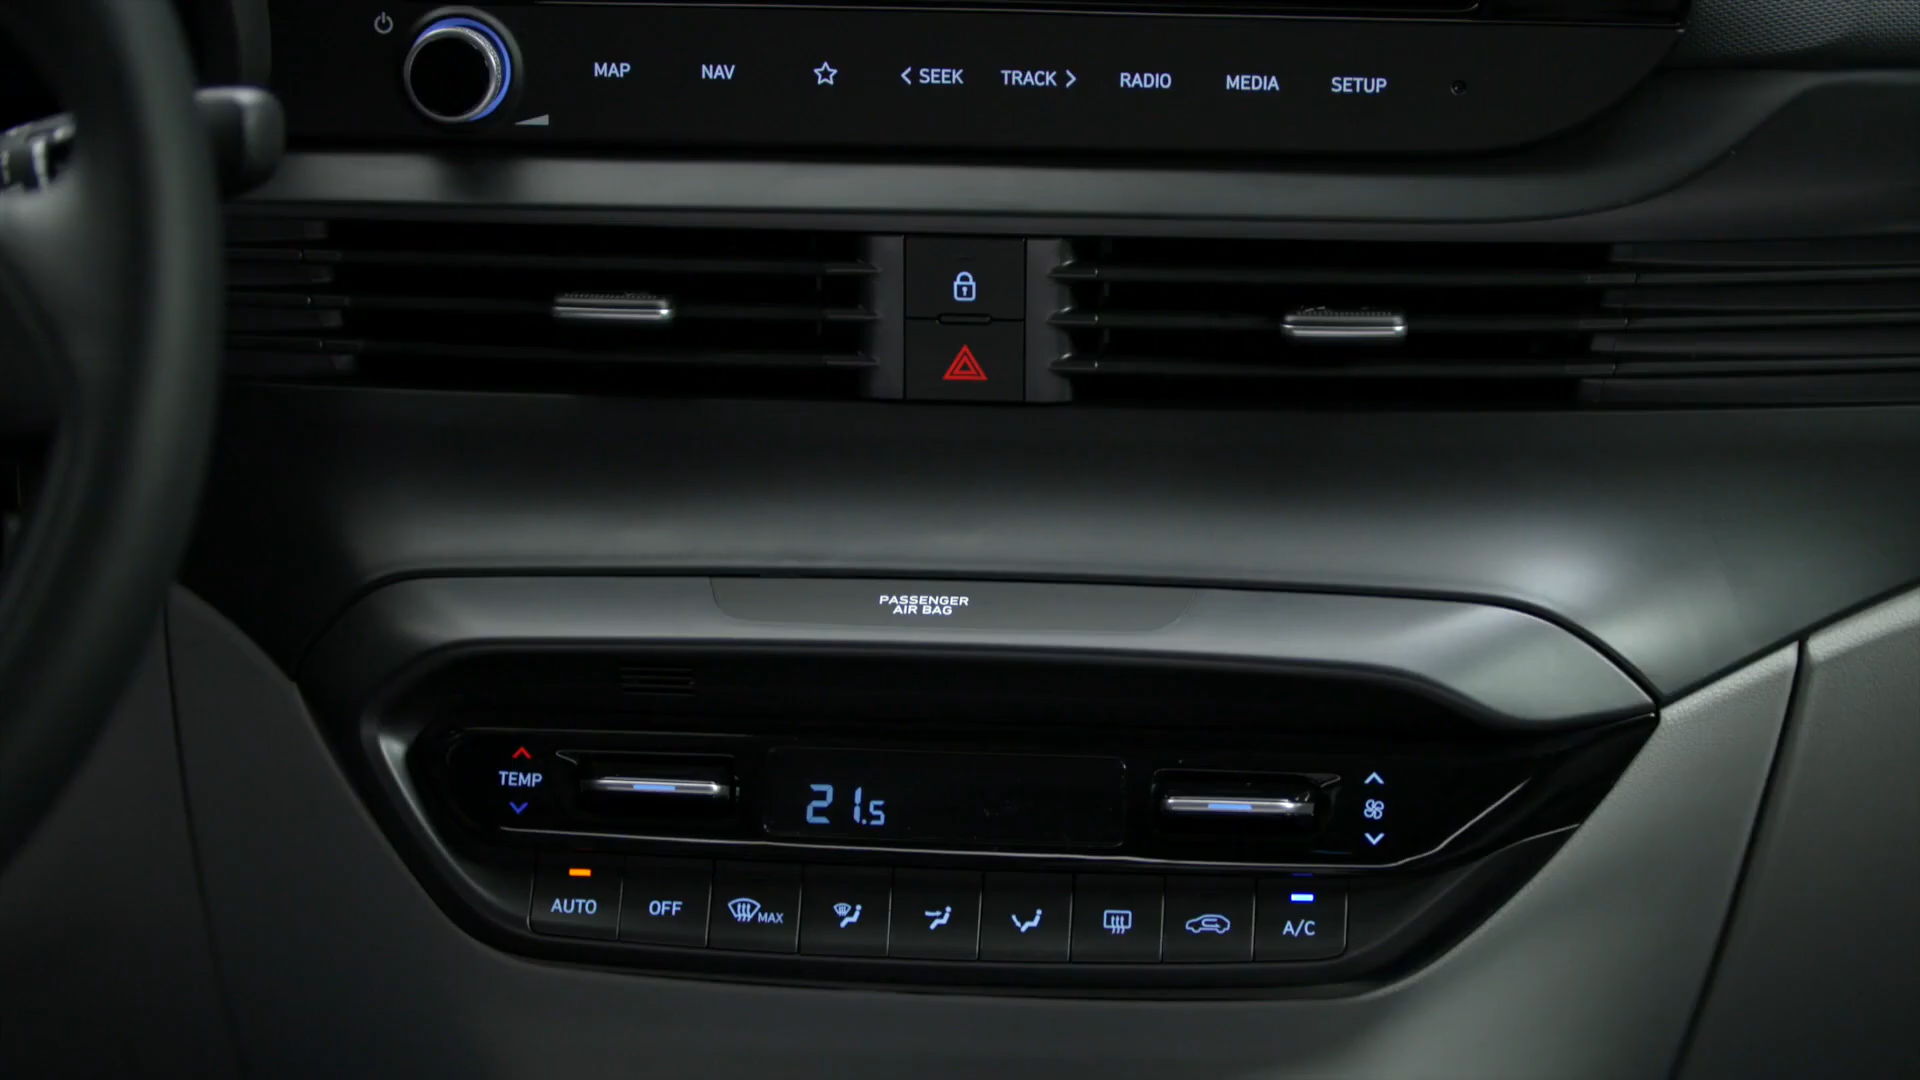 MAP NAV < SEEK TRACK > RADIO MEDIA SETUP
PASSENGER
AIR BAG
TEMP
21.5
AUTO OFF MAX A/C